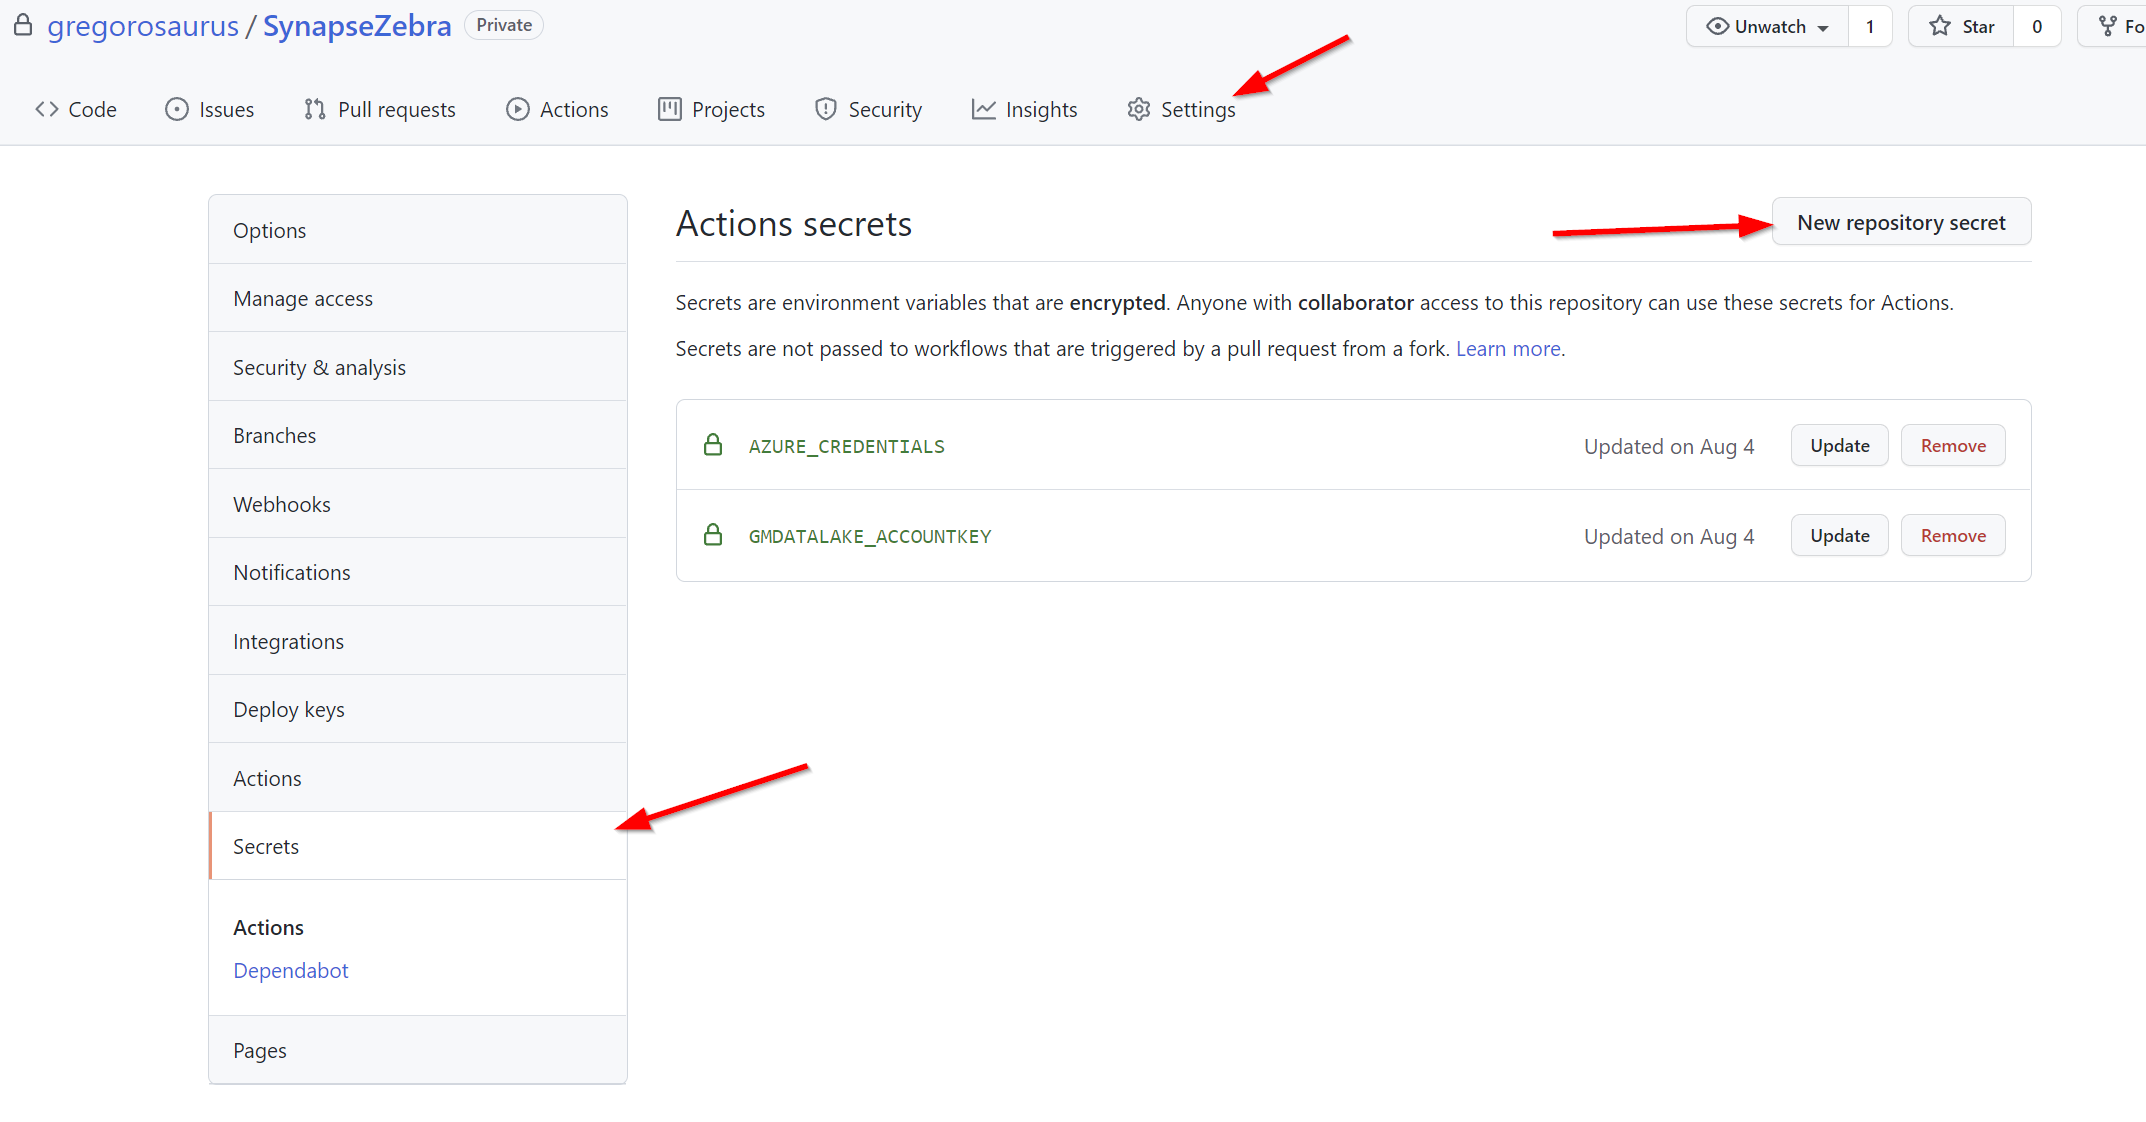 gregorosaurus / SynapseZebra Private
Unwatch 1 Star 0 Fo
Code Issues Pull requests Actions Projects Security Insights Settings
Options
Manage access
Security & analysis
Branches
Webhooks
Notifications
Integrations
Deploy keys
Actions
Secrets
Actions
Dependabot
Pages
Actions secrets
New repository secret
Secrets are environment variables that are encrypted. Anyone with collaborator access to this repository can use these secrets for Actions.
Secrets are not passed to workflows that are triggered by a pull request from a fork. Learn more.
AZURE_CREDENTIALS Updated on Aug 4 Update Remove
GMDATALAKE_ACCOUNTKEY Updated on Aug 4 Update Remove